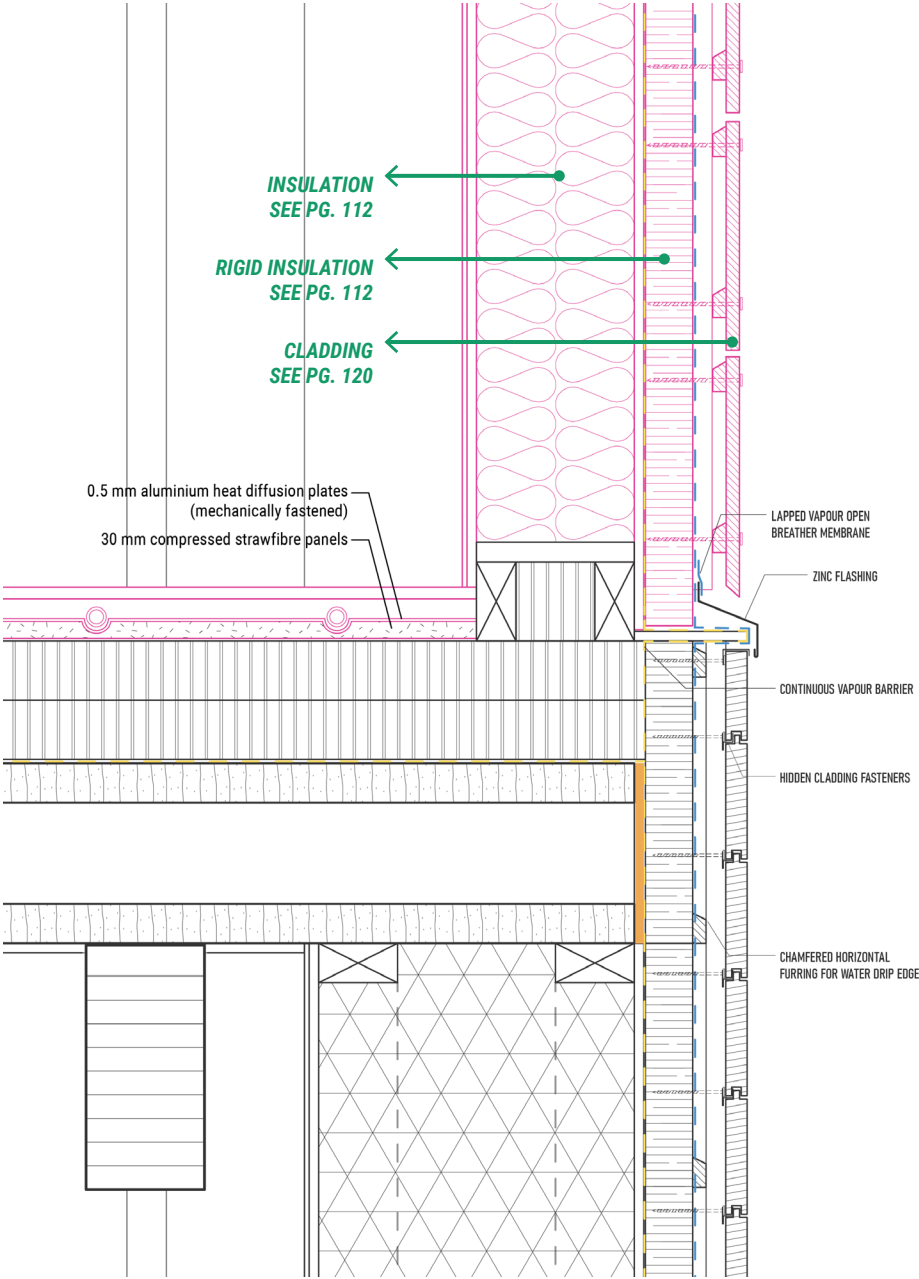 INSULATION
SEE PG. 112
RIGID INSULATION
SEE PG. 112
CLADDING
SEE PG. 120
0.5 mm aluminium heat diffusion plates
(mechanically fastened)
30 mm compressed strawfibre panels
LAPPED VAPOUR OPEN
BREATHER MEMBRANE
ZINC FLASHING
CONTINUOUS VAPOUR BARRIER
HIDDEN CLADDING FASTENERS
CHAMFERED HORIZONTAL
FURRING FOR WATER DRIP EDGE